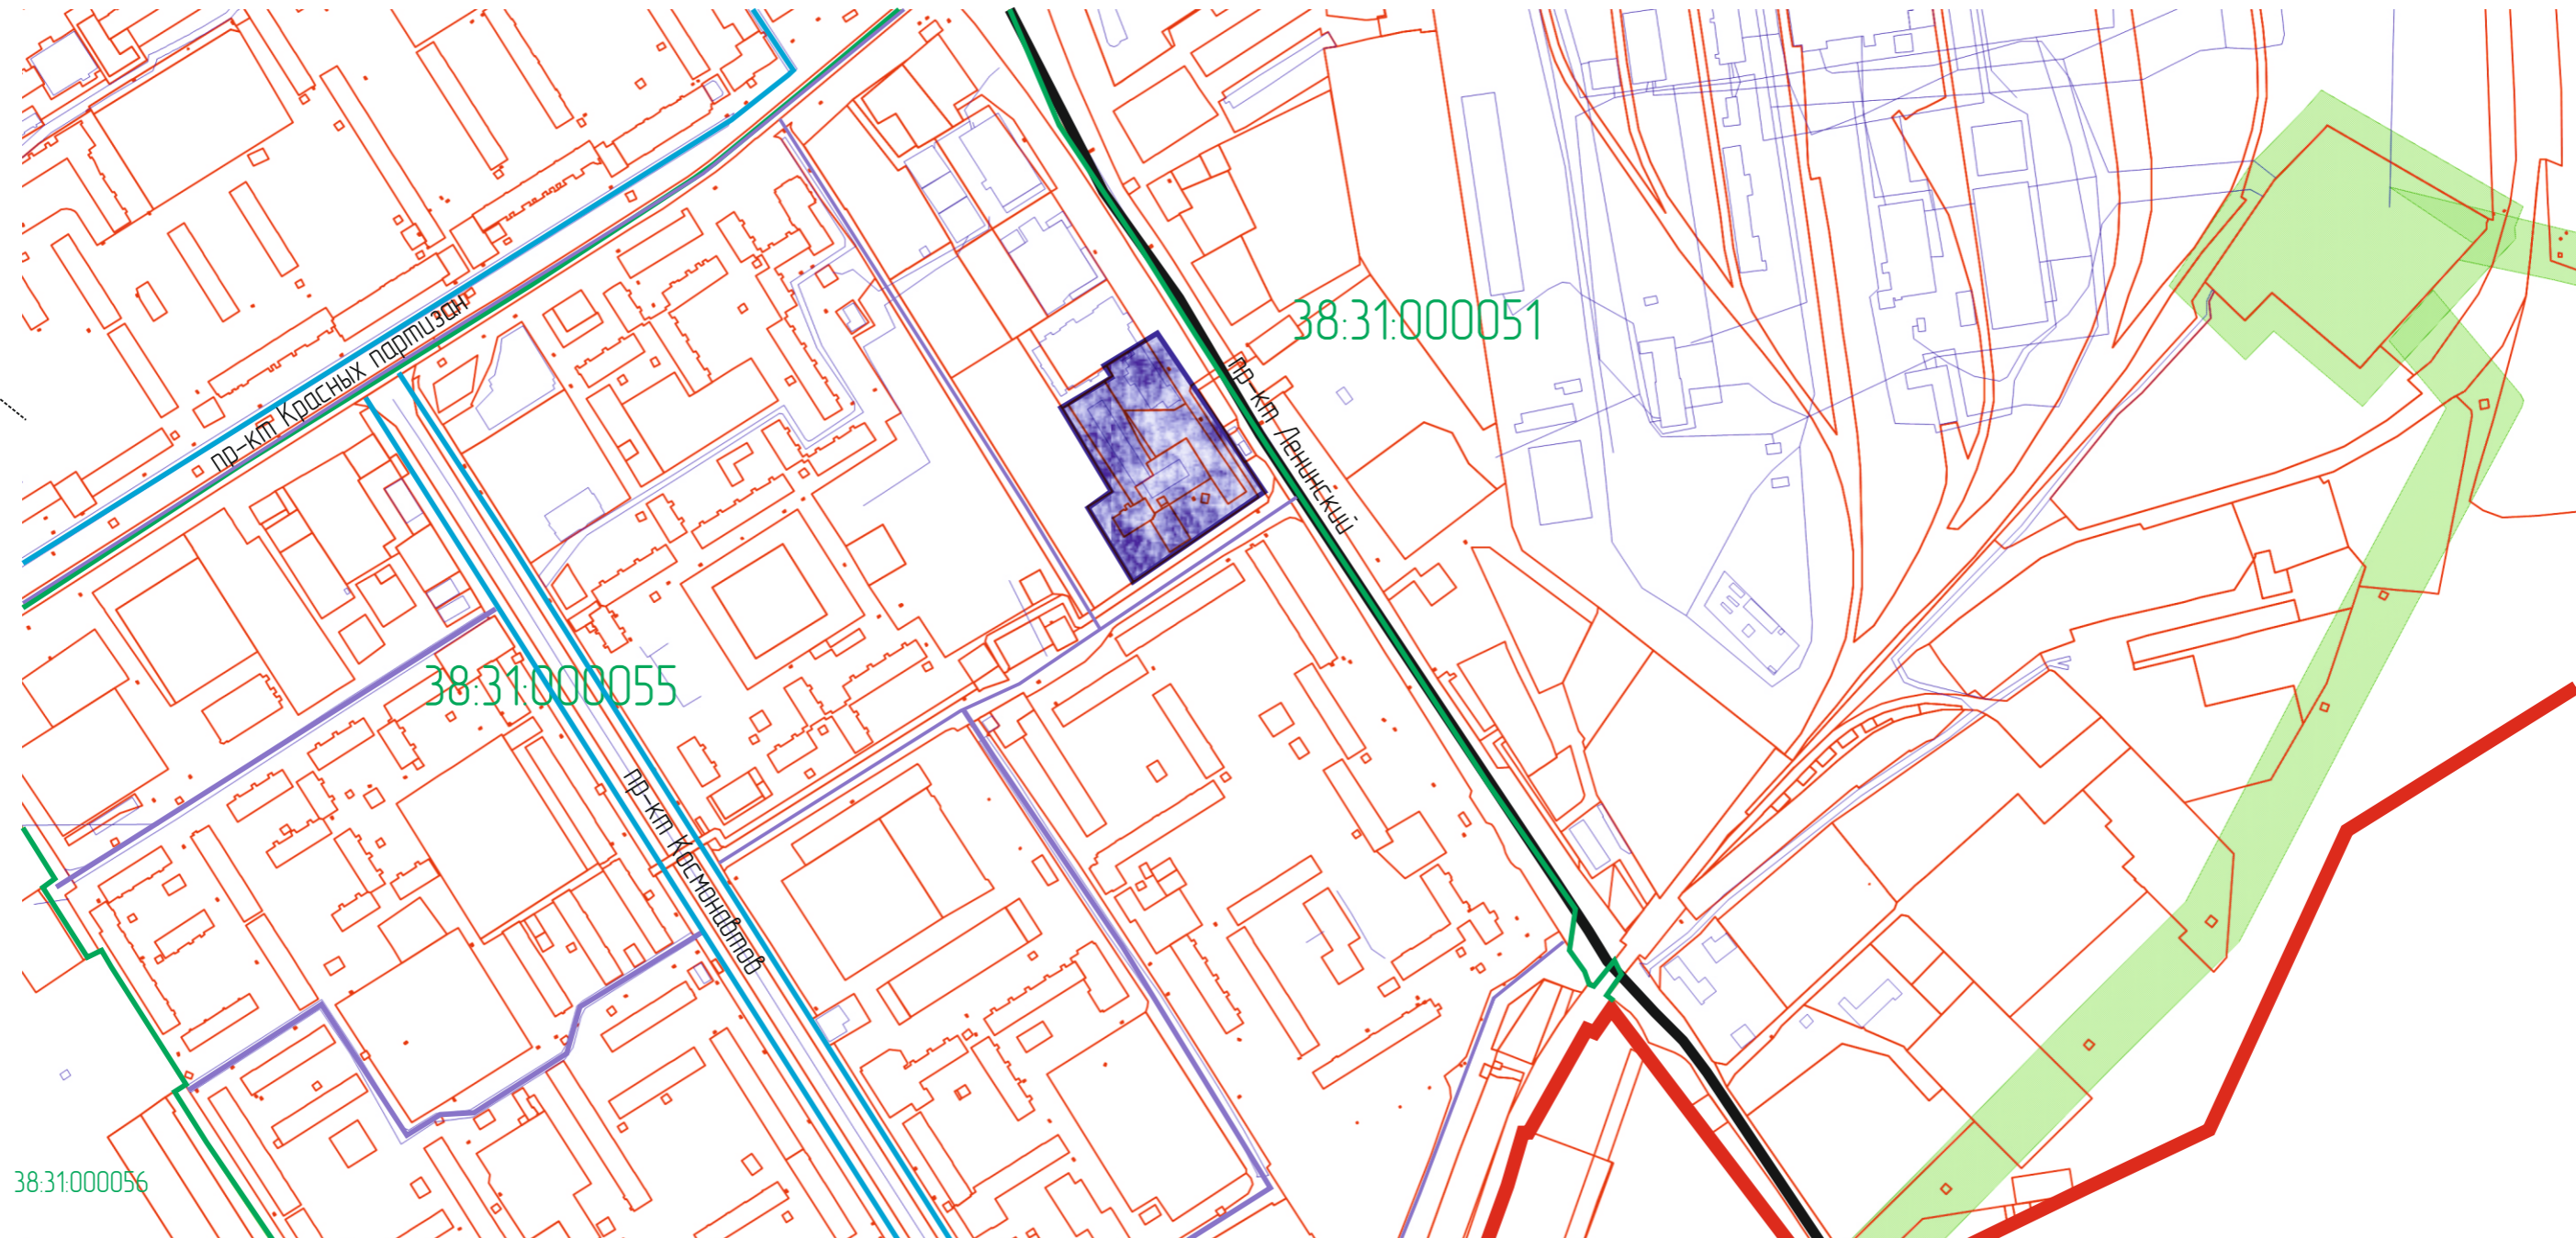 пр-кт Красных партизан
38:31:000051
пр-кт Ленинский
38:31:000055
пр-кт Космонавтов
38:31:000056